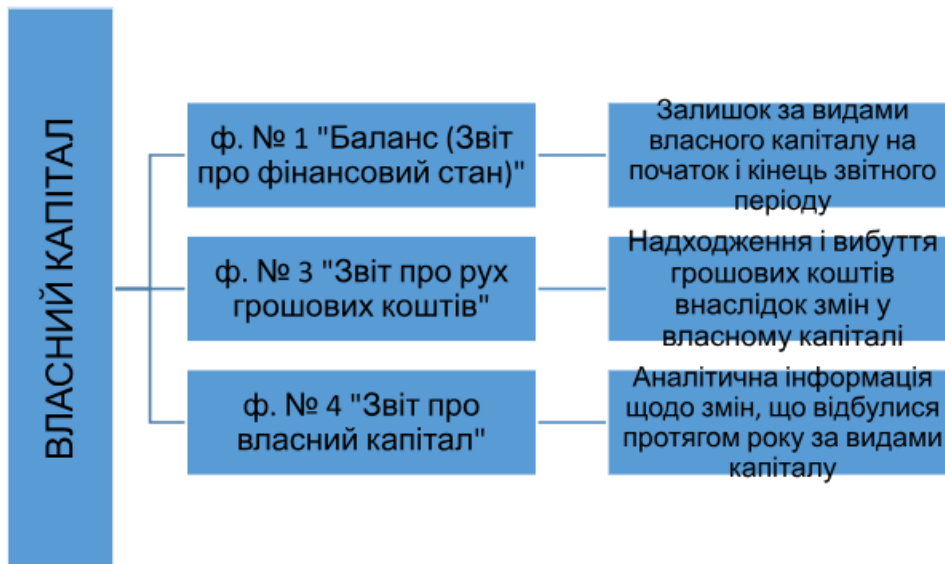 ВЛАСНИЙ КАПІТАЛ
ф. № 1 "Баланс (Звіт
про фінансовий стан)"
Залишок за видами
власного капіталу на
початок і кінець звітного
періоду
ф. № 3 "Звіт про рух
грошових коштів"
Надходження і вибуття
грошових коштів
внаслідок змін у
власному капіталі
ф. № 4 "Звіт про
власний капітал"
Аналітична інформація
щодо змін, що відбулися
протягом року за видами
капіталу